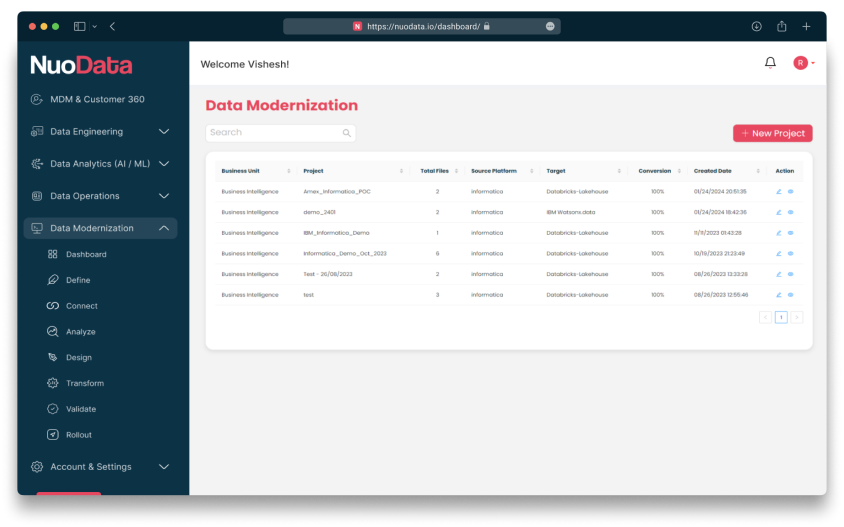 N https://nuodata.io/dashboard/
NuoData
MDM & Customer 360
Data Engineering
Data Analytics (AI / ML)
Data Operations
Data Modernization
Dashboard
Define
Connect
Analyze
Design
Transform
Validate
Rollout
Account & Settings
Welcome Vishesh!
R
Data Modernization
Search
+ New Project
Business Unit Project Total Files Source Platform Target Conversion Created Date Action
Business Intelligence Amex_Informatica_POC 2 informatica Databricks-Lakehouse 100% 01/24/2024 20:51:35
Business Intelligence demo_2401 2 informatica IBM Watsonx.data 100% 01/24/2024 18:42:36
Business Intelligence IBM_Informatica_Demo 1 informatica Databricks-Lakehouse 100% 11/11/2023 01:43:28
Business Intelligence Informatica_Demo_Oct_2023 6 informatica Databricks-Lakehouse 100% 10/19/2023 21:23:49
Business Intelligence Test - 26/08/2023 2 informatica Databricks-Lakehouse 100% 08/26/2023 13:33:28
Business Intelligence test 3 informatica Databricks-Lakehouse 100% 08/26/2023 12:55:46
< 1 >